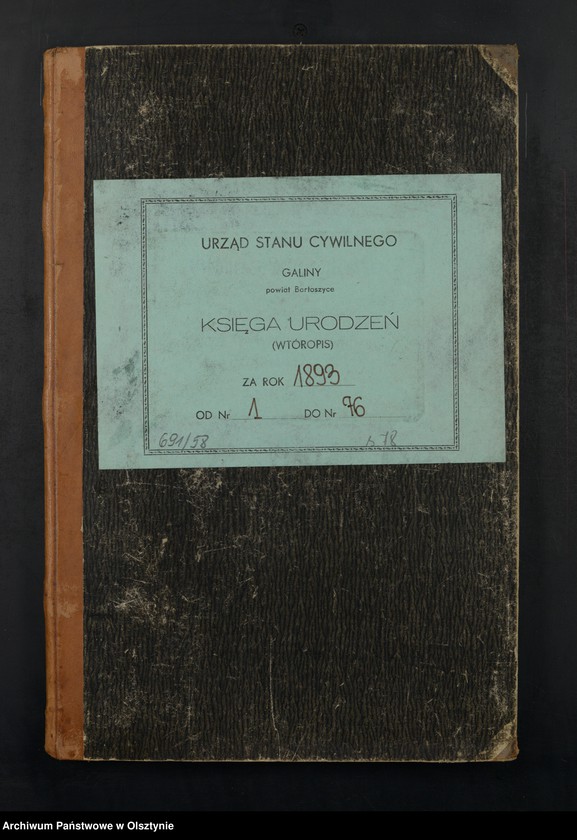 URZĄD STANU CYWILNEGO
GALINY
powiat Bartoszyce
KSIĘGA URODZEŃ
(WTÓROPIS)
ZA ROK 1893
OD Nr 1 DO Nr 76
691/58
Archiwum Państwowe w Olsztynie